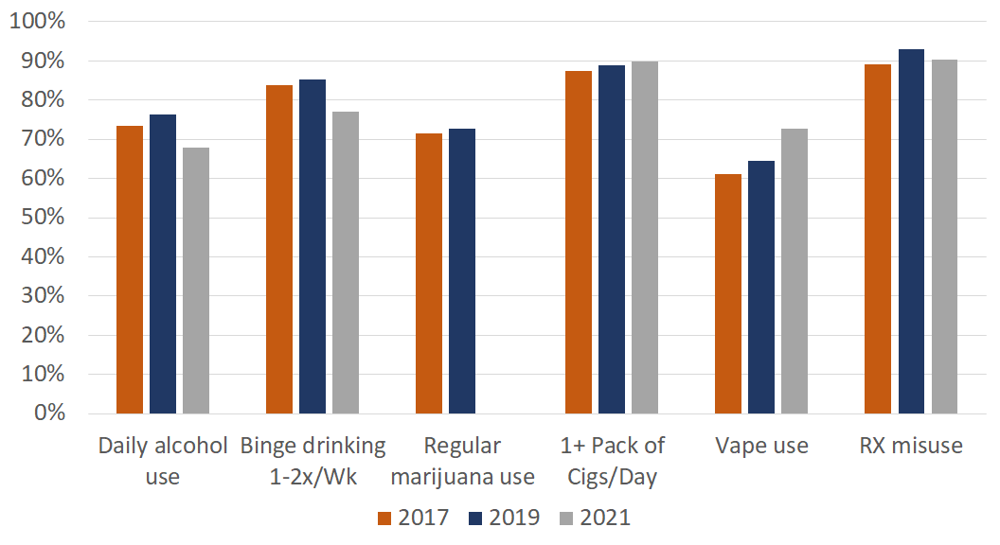 100%
90%
80%
70%
60%
50%
40%
30%
20%
10%
0%
Daily alcohol
use
Binge drinking
1-2x/Wk
Regular
marijuana use
1+ Pack of
Cigs/Day
Vape use
RX misuse
2017 2019 2021